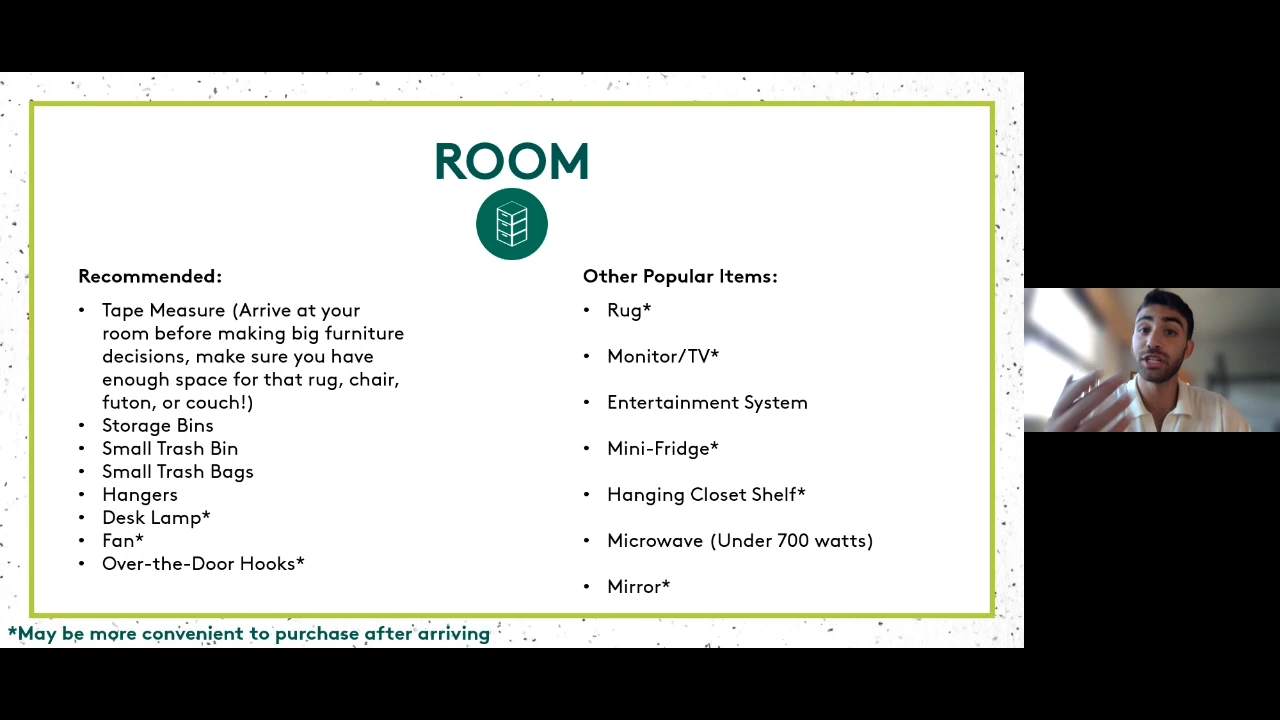 ROOM
Recommended:
• Tape Measure (Arrive at your
room before making big furniture
decisions, make sure you have
enough space for that rug, chair,
futon, or couch!)
• Storage Bins
• Small Trash Bin
• Small Trash Bags
• Hangers
• Desk Lamp*
• Fan*
• Over-the-Door Hooks*
Other Popular Items:
• Rug*
• Monitor/TV*
• Entertainment System
• Mini-Fridge*
• Hanging Closet Shelf*
• Microwave (Under 700 watts)
• Mirror*
*May be more convenient to purchase after arriving